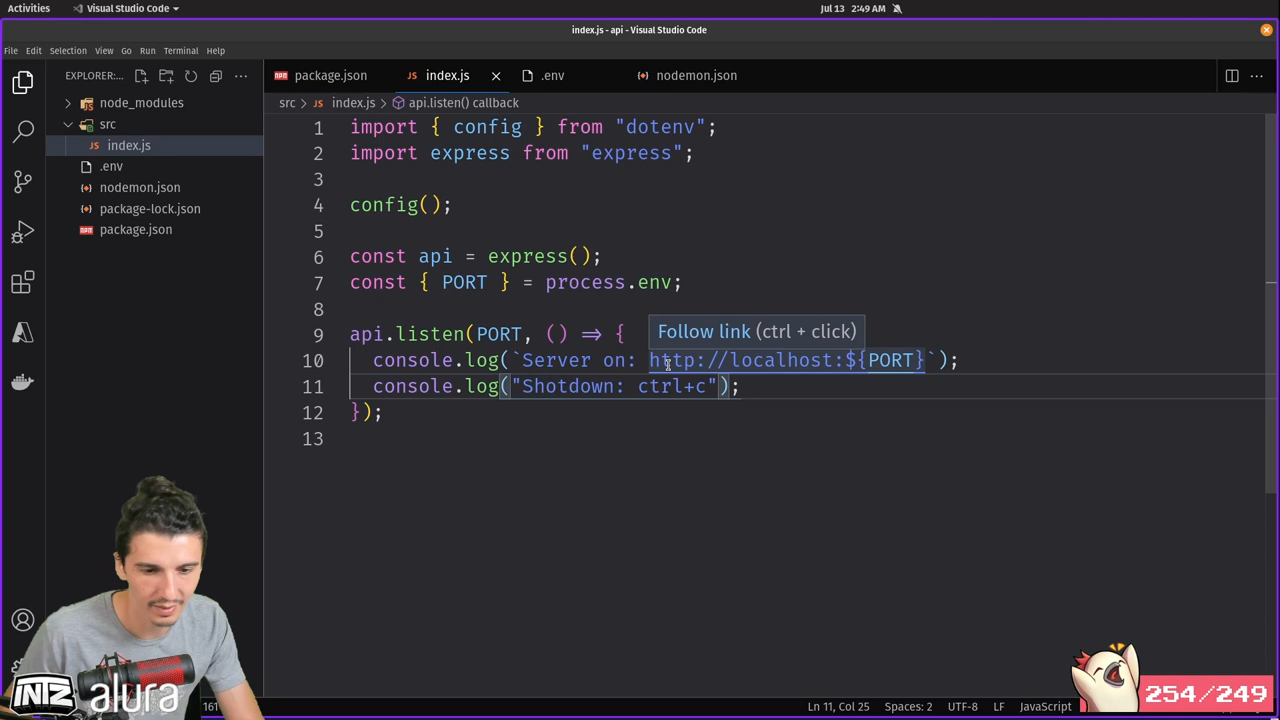 Activities
Visual Studio Code
Jul 13 2:49 AM
index.js - api - Visual Studio Code
File Edit Selection View Go Run Terminal Help
EXPLORER:...
package.json
index.js
.env
nodemon.json
node_modules
src
index.js
.env
nodemon.json
package-lock.json
package.json
src > index.js > api.listen() callback
1 import { config } from "dotenv";
2 import express from "express";
3
4 config();
5
6 const api = express();
7 const { PORT } = process.env;
8
9 api.listen(PORT, () => {
Follow link (ctrl + click)
10 console.log(`Server on: http://localhost:${PORT}`);
11 console.log("Shotdown: ctrl+c");
12 });
13
INTZ alura
161
Ln 11, Col 25 Spaces: 2 UTF-8 LF JavaScript
254/249